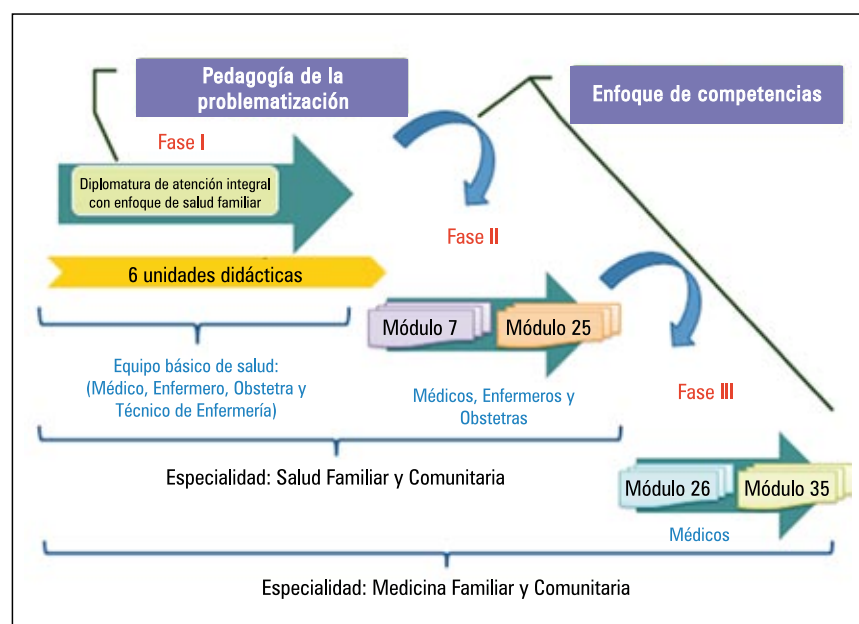 Pedagogía de la
problematización
Enfoque de competencias
Fase I
Diplomatura de atención integral
con enfoque de salud familiar
6 unidades didácticas
Equipo básico de salud:
(Médico, Enfermero, Obstetra y
Técnico de Enfermería)
Fase II
Módulo 7
Módulo 25
Médicos, Enfermeros y
Obstetras
Especialidad: Salud Familiar y Comunitaria
Fase III
Módulo 26
Módulo 35
Médicos
Especialidad: Medicina Familiar y Comunitaria